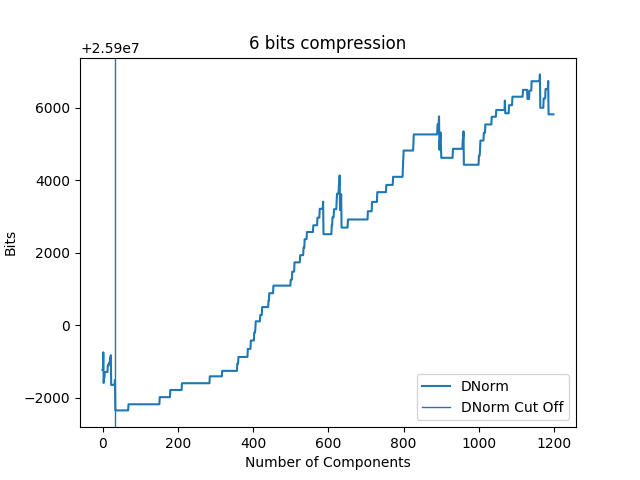 6 bits compression
+2.59e7
6000
4000
2000
0
−2000
Bits
0 200 400 600 800 1000 1200
Number of Components
DNorm
DNorm Cut Off